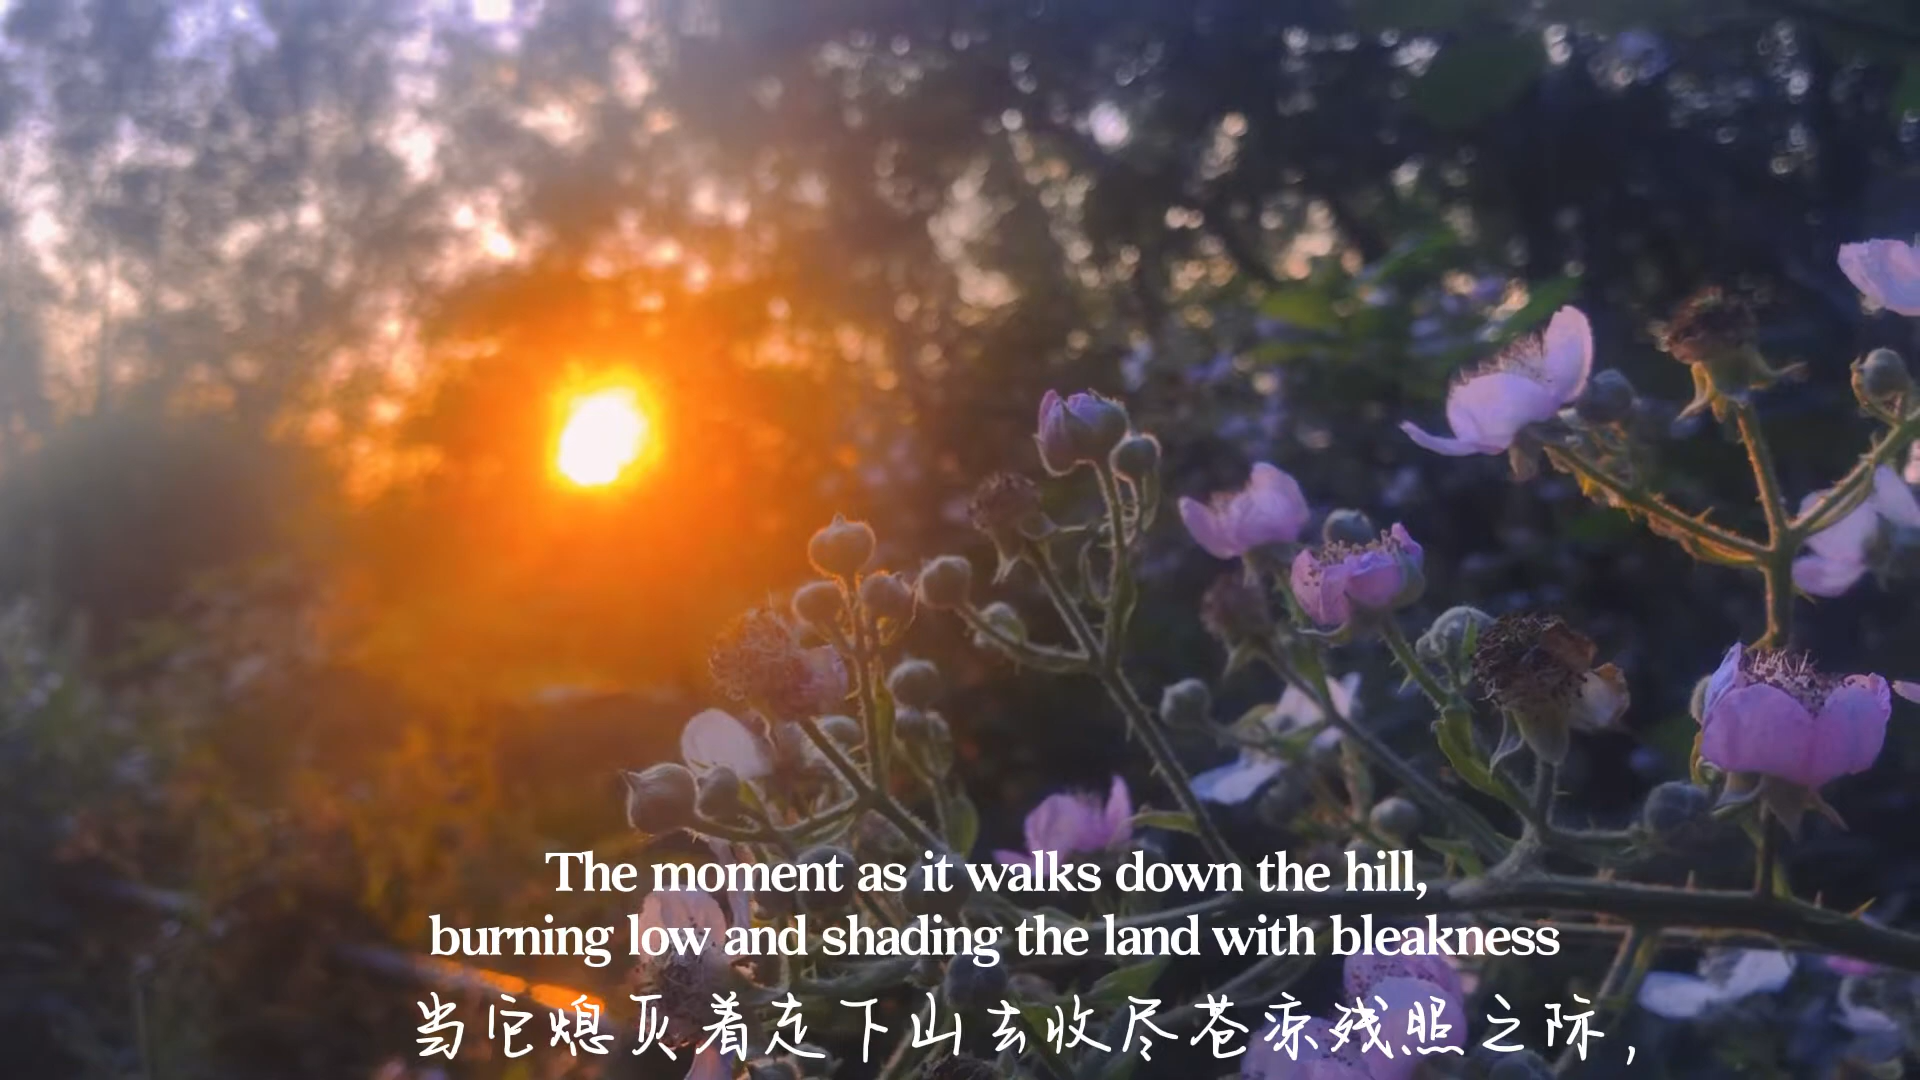 The moment as it walks down the hill,
burning low and shading the land with bleakness
当它熄灭着走下山去收尽苍凉残照之际，